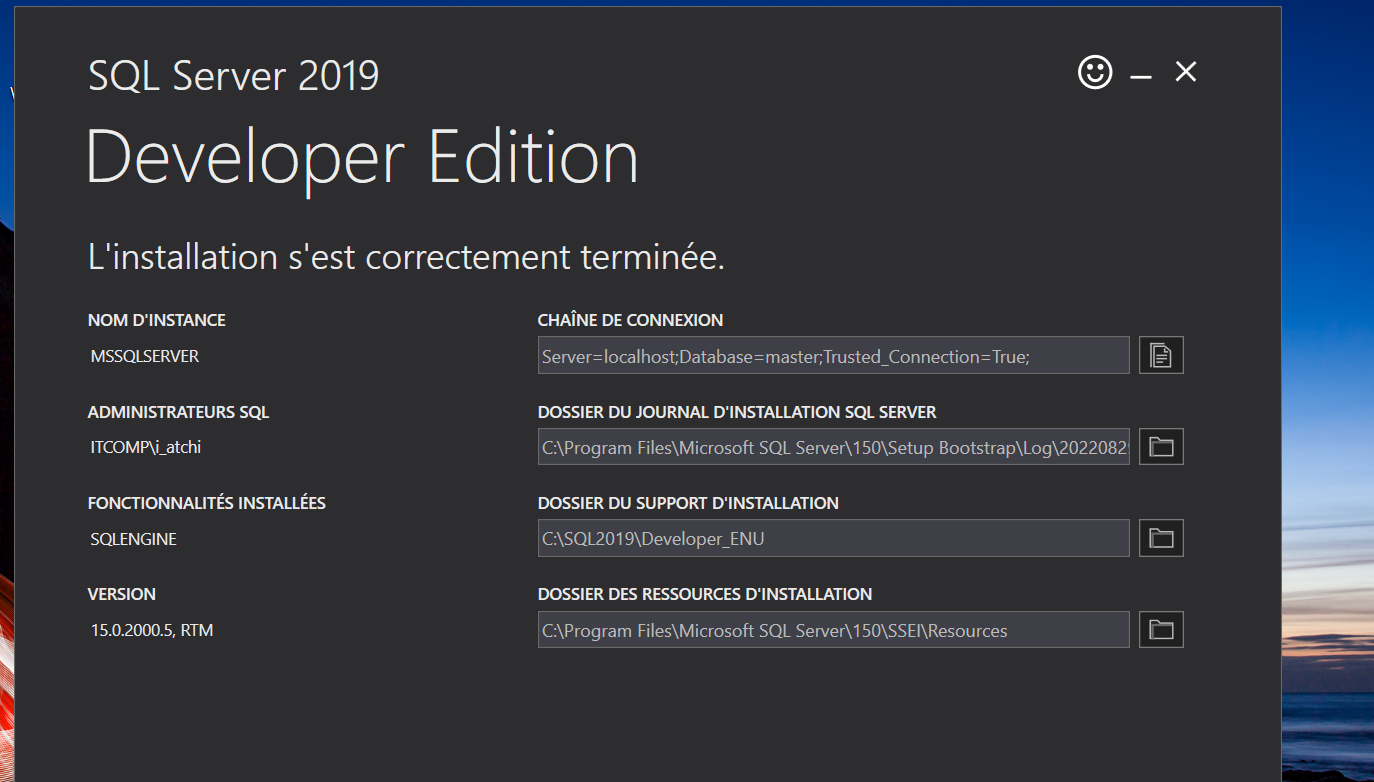 SQL Server 2019
Developer Edition
L'installation s'est correctement terminée.
NOM D'INSTANCE
MSSQLSERVER
CHAÎNE DE CONNEXION
Server=localhost;Database=master;Trusted_Connection=True;
ADMINISTRATEURS SQL
ITCOMP\i_atchi
DOSSIER DU JOURNAL D'INSTALLATION SQL SERVER
C:\Program Files\Microsoft SQL Server\150\Setup Bootstrap\Log\20220829
FONCTIONNALITÉS INSTALLÉES
SQLENGINE
DOSSIER DU SUPPORT D'INSTALLATION
C:\SQL2019\Developer_ENU
VERSION
15.0.2000.5, RTM
DOSSIER DES RESSOURCES D'INSTALLATION
C:\Program Files\Microsoft SQL Server\150\SSEI\Resources